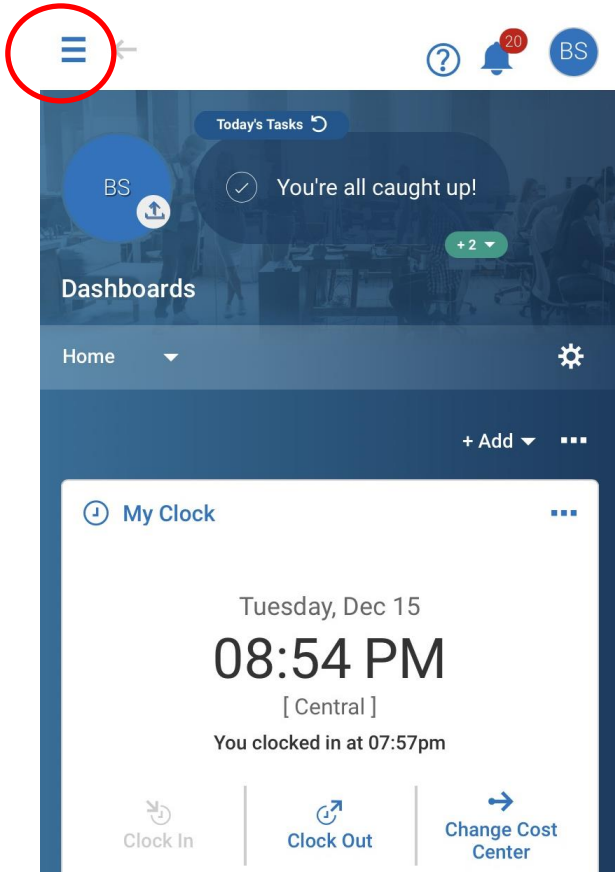 20
BS
Today's Tasks
BS
You're all caught up!
+ 2
Dashboards
Home
+ Add
My Clock
Tuesday, Dec 15
08:54 PM
[ Central ]
You clocked in at 07:57pm
Clock In
Clock Out
Change Cost
Center